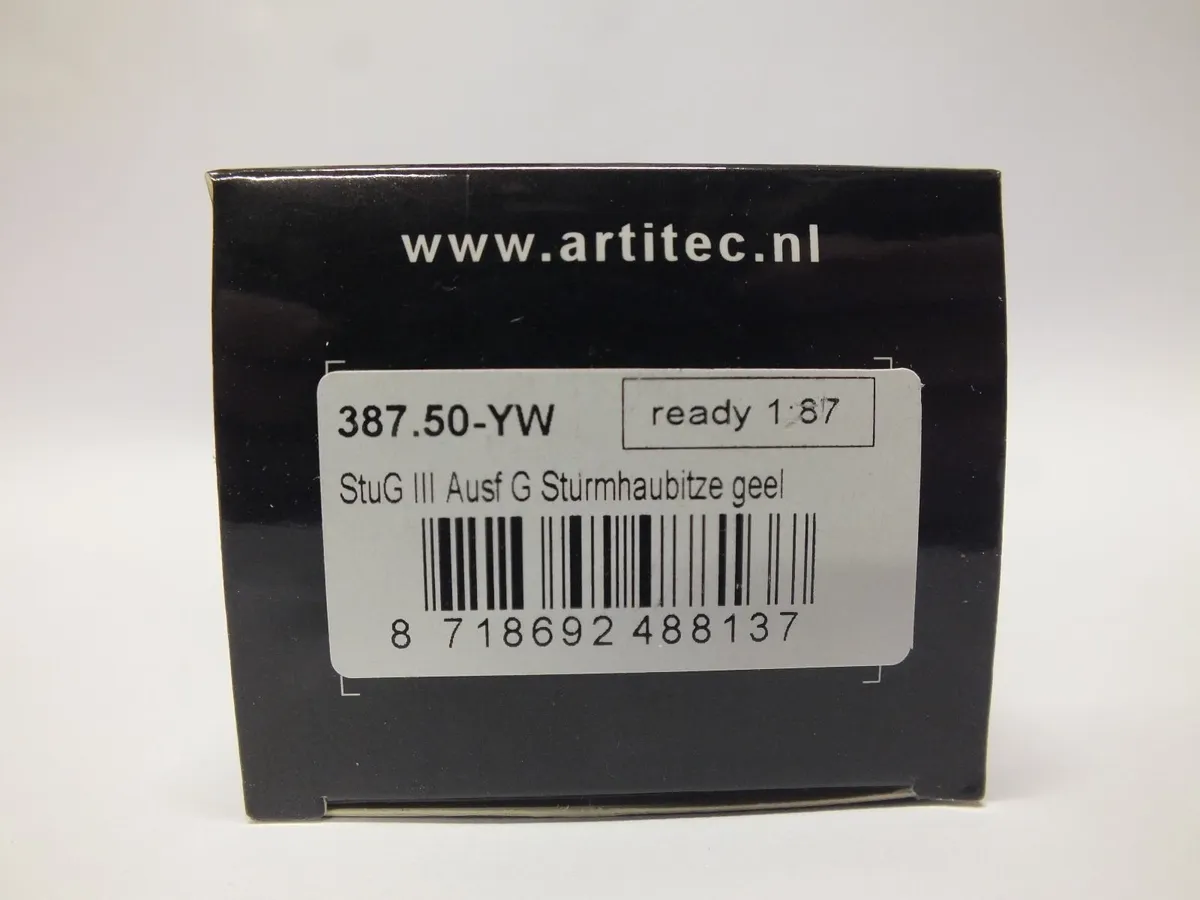 www.artitec.nl
387.50-YW
ready 1:87
StuG III Ausf G Sturmhaubitze geel
8 718692 488137